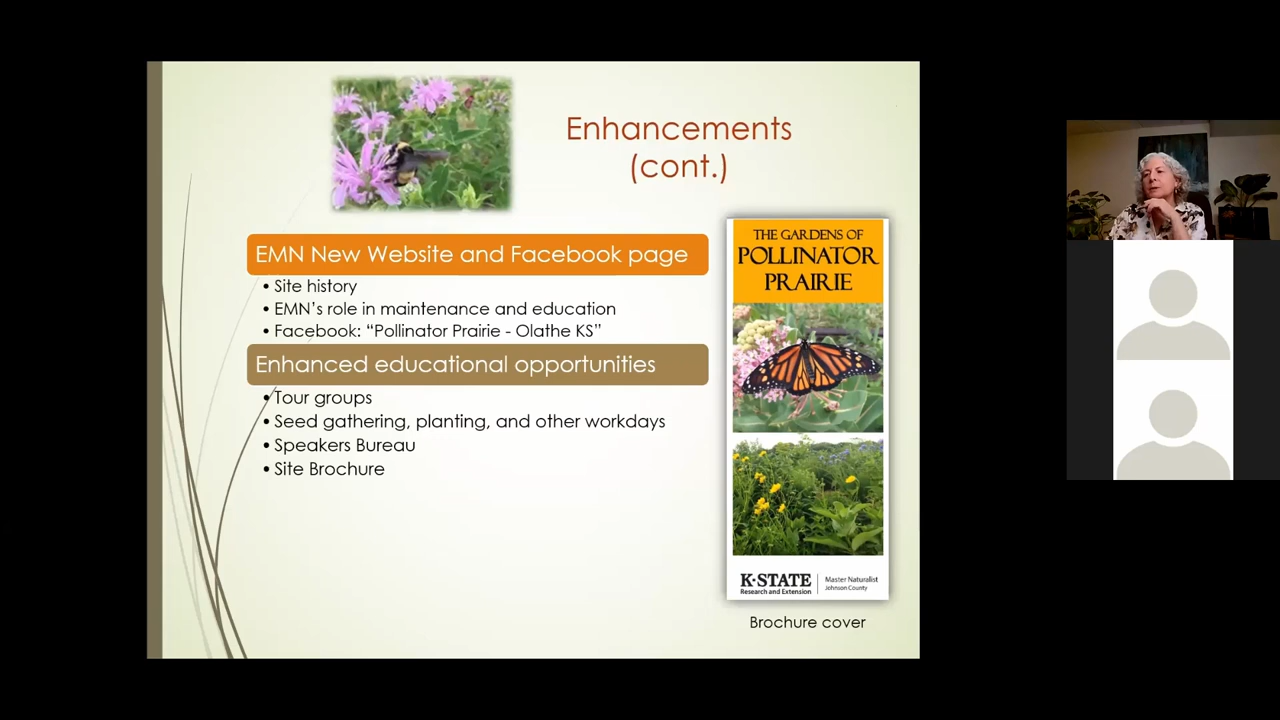 Enhancements
(cont.)
EMN New Website and Facebook page
• Site history
• EMN's role in maintenance and education
• Facebook: “Pollinator Prairie - Olathe KS”
Enhanced educational opportunities
• Tour groups
• Seed gathering, planting, and other workdays
• Speakers Bureau
• Site Brochure
THE GARDENS OF
POLLINATOR
PRAIRIE
K·STATE
Research and Extension
Master Naturalist
Johnson County
Brochure cover